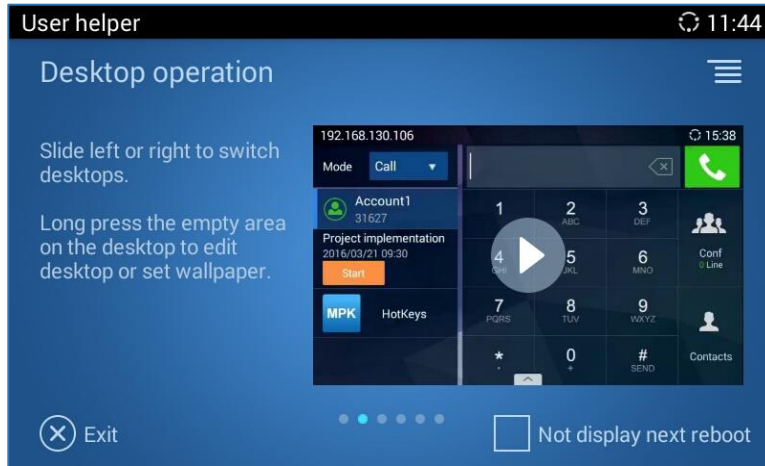 User helper
11:44
Desktop operation
Slide left or right to switch
desktops.
Long press the empty area
on the desktop to edit
desktop or set wallpaper.
192.168.130.106
15:38
Mode
Call
Account1
31627
Project implementation
2016/03/21 09:30
Start
MPK
HotKeys
1
2
ABC
3
DEF
4
GHI
5
JKL
6
MNO
7
PQRS
8
TUV
9
WXYZ
*
.
0
+
#
SEND
Conf
0 Line
Contacts
Exit
Not display next reboot